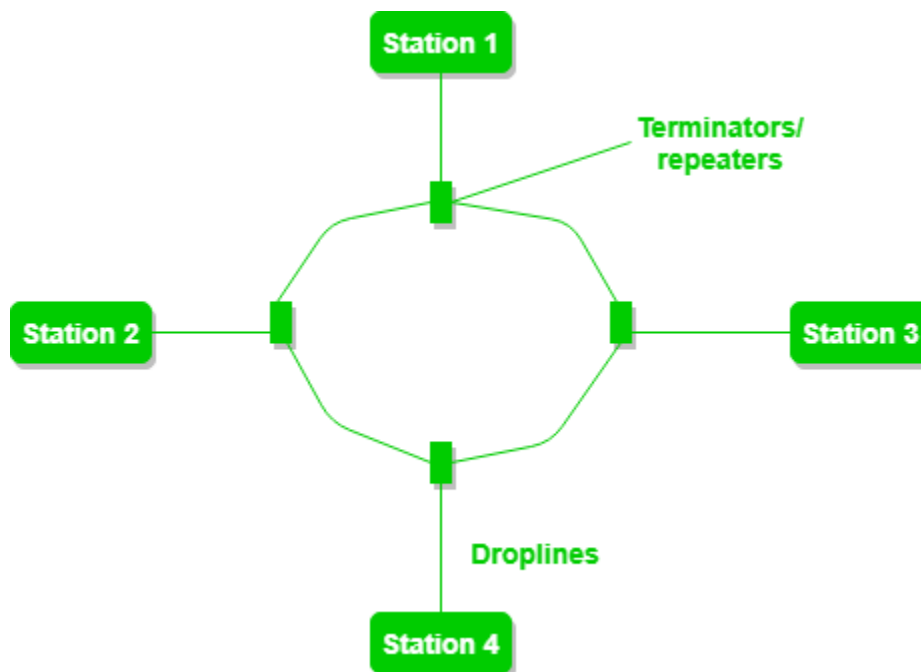 Station 1
Terminators/
repeaters
Station 2
Station 3
Droplines
Station 4